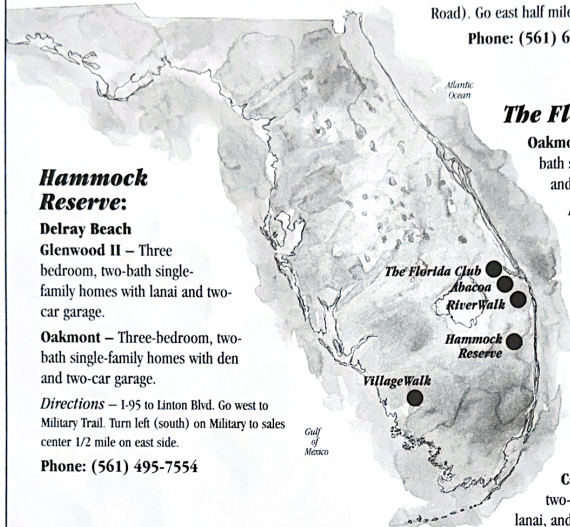 Road). Go east half mile
Phone: (561) 6
Atlantic
Ocean
The Fl
Oakmo
bath s
and
Hammock
Reserve:
Delray Beach
Glenwood II – Three
bedroom, two-bath single-
family homes with lanai and two-
car garage.
Oakmont – Three-bedroom, two-
bath single-family homes with den
and two-car garage.
Directions – I-95 to Linton Blvd. Go west to
Military Trail. Turn left (south) on Military to sales
center 1/2 mile on east side.
Phone: (561) 495-7554
The Florida Club
Abacoa
RiverWalk
Hammock
Reserve
VillageWalk
Gulf
of
Mexico
C
two-
lanai, and